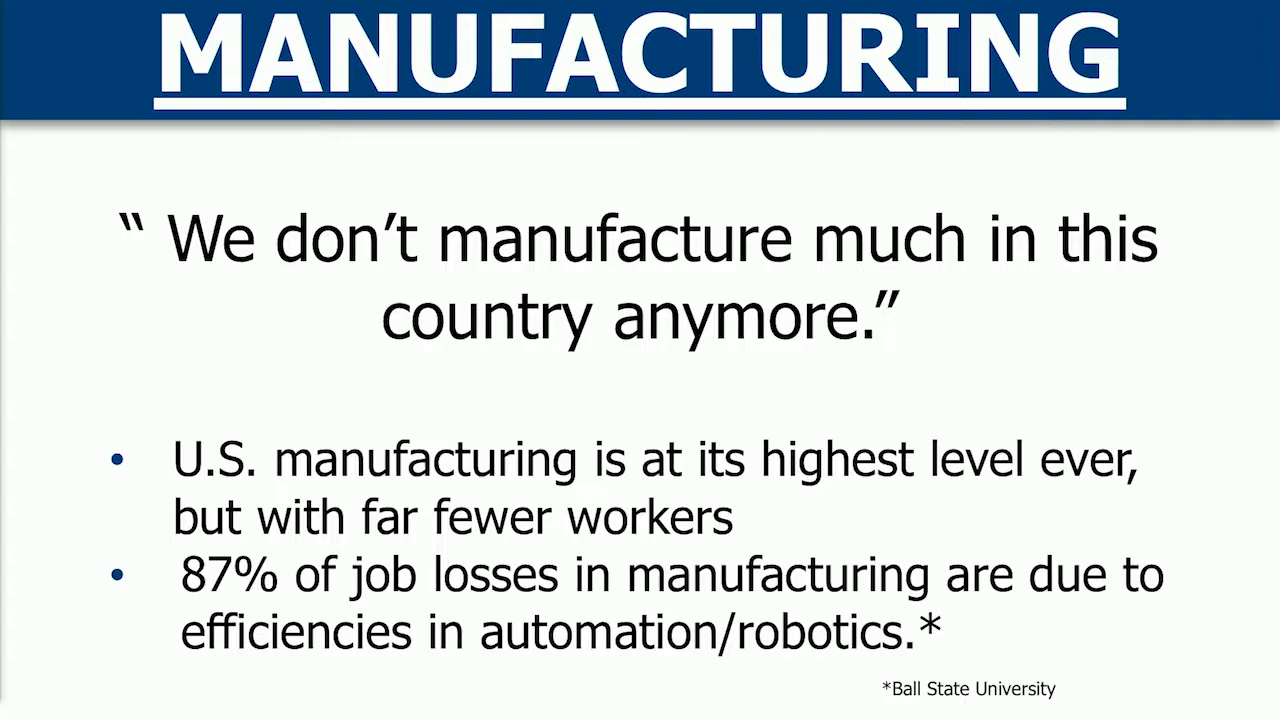 MANUFACTURING
“ We don’t manufacture much in this
country anymore.”
• U.S. manufacturing is at its highest level ever,
but with far fewer workers
• 87% of job losses in manufacturing are due to
efficiencies in automation/robotics.*
*Ball State University